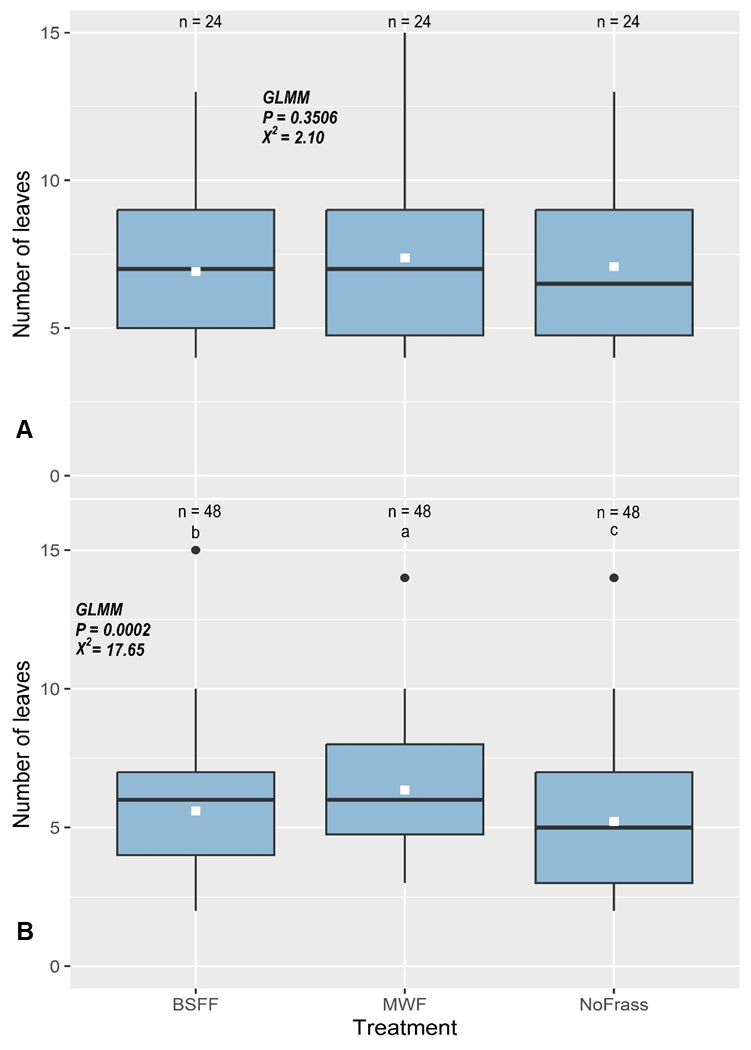 n = 24 n = 24 n = 24
15
GLMM
P = 0.3506
X² = 2.10
10
Number of leaves
5
A
0
n = 48 n = 48 n = 48
b a c
15
GLMM
P = 0.0002
X² = 17.65
10
Number of leaves
5
B
0
BSFF MWF NoFrass
Treatment